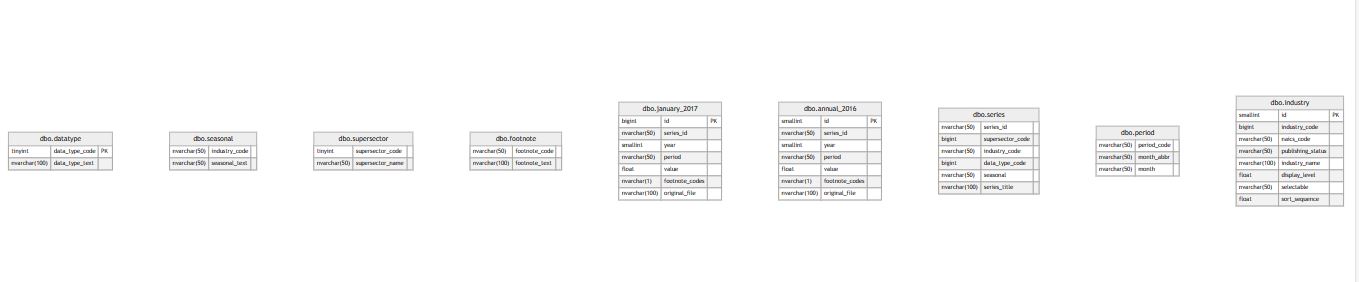 dbo.datatype
tinyint data_type_code PK
nvarchar(100) data_type_text
dbo.seasonal
nvarchar(50) industry_code
nvarchar(50) seasonal_text
dbo.supersector
tinyint supersector_code
nvarchar(50) supersector_name
dbo.footnote
nvarchar(50) footnote_code
nvarchar(100) footnote_text
dbo.january_2017
bigint id PK
nvarchar(50) series_id
smallint year
nvarchar(50) period
float value
nvarchar(1) footnote_codes
nvarchar(100) original_file
dbo.annual_2016
smallint id PK
nvarchar(50) series_id
smallint year
nvarchar(50) period
float value
nvarchar(1) footnote_codes
nvarchar(100) original_file
dbo.series
nvarchar(50) series_id
bigint supersector_code
nvarchar(50) industry_code
bigint data_type_code
nvarchar(50) seasonal
nvarchar(100) series_title
dbo.period
nvarchar(50) period_code
nvarchar(50) month_abbr
nvarchar(50) month
dbo.industry
smallint id PK
bigint industry_code
nvarchar(50) naics_code
nvarchar(50) publishing_status
nvarchar(100) industry_name
float display_level
nvarchar(50) selectable
float sort_sequence